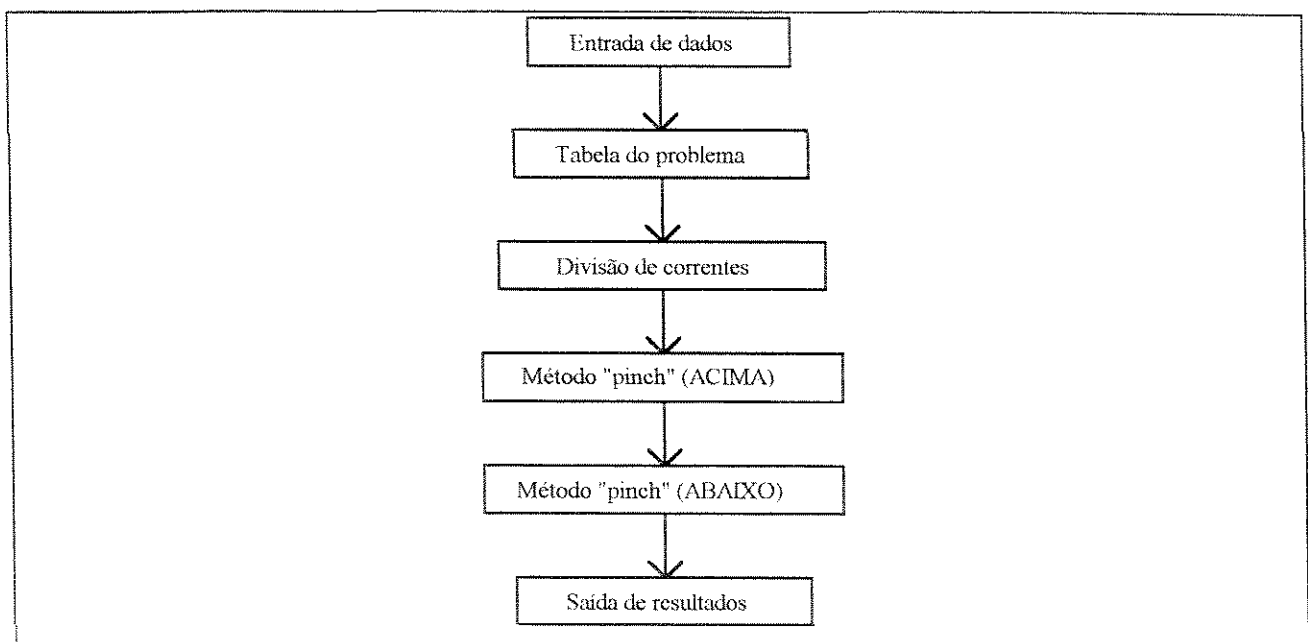 Entrada de dados
Tabela do problema
Divisão de correntes
Método "pinch" (ACIMA)
Método "pinch" (ABAIXO)
Saída de resultados